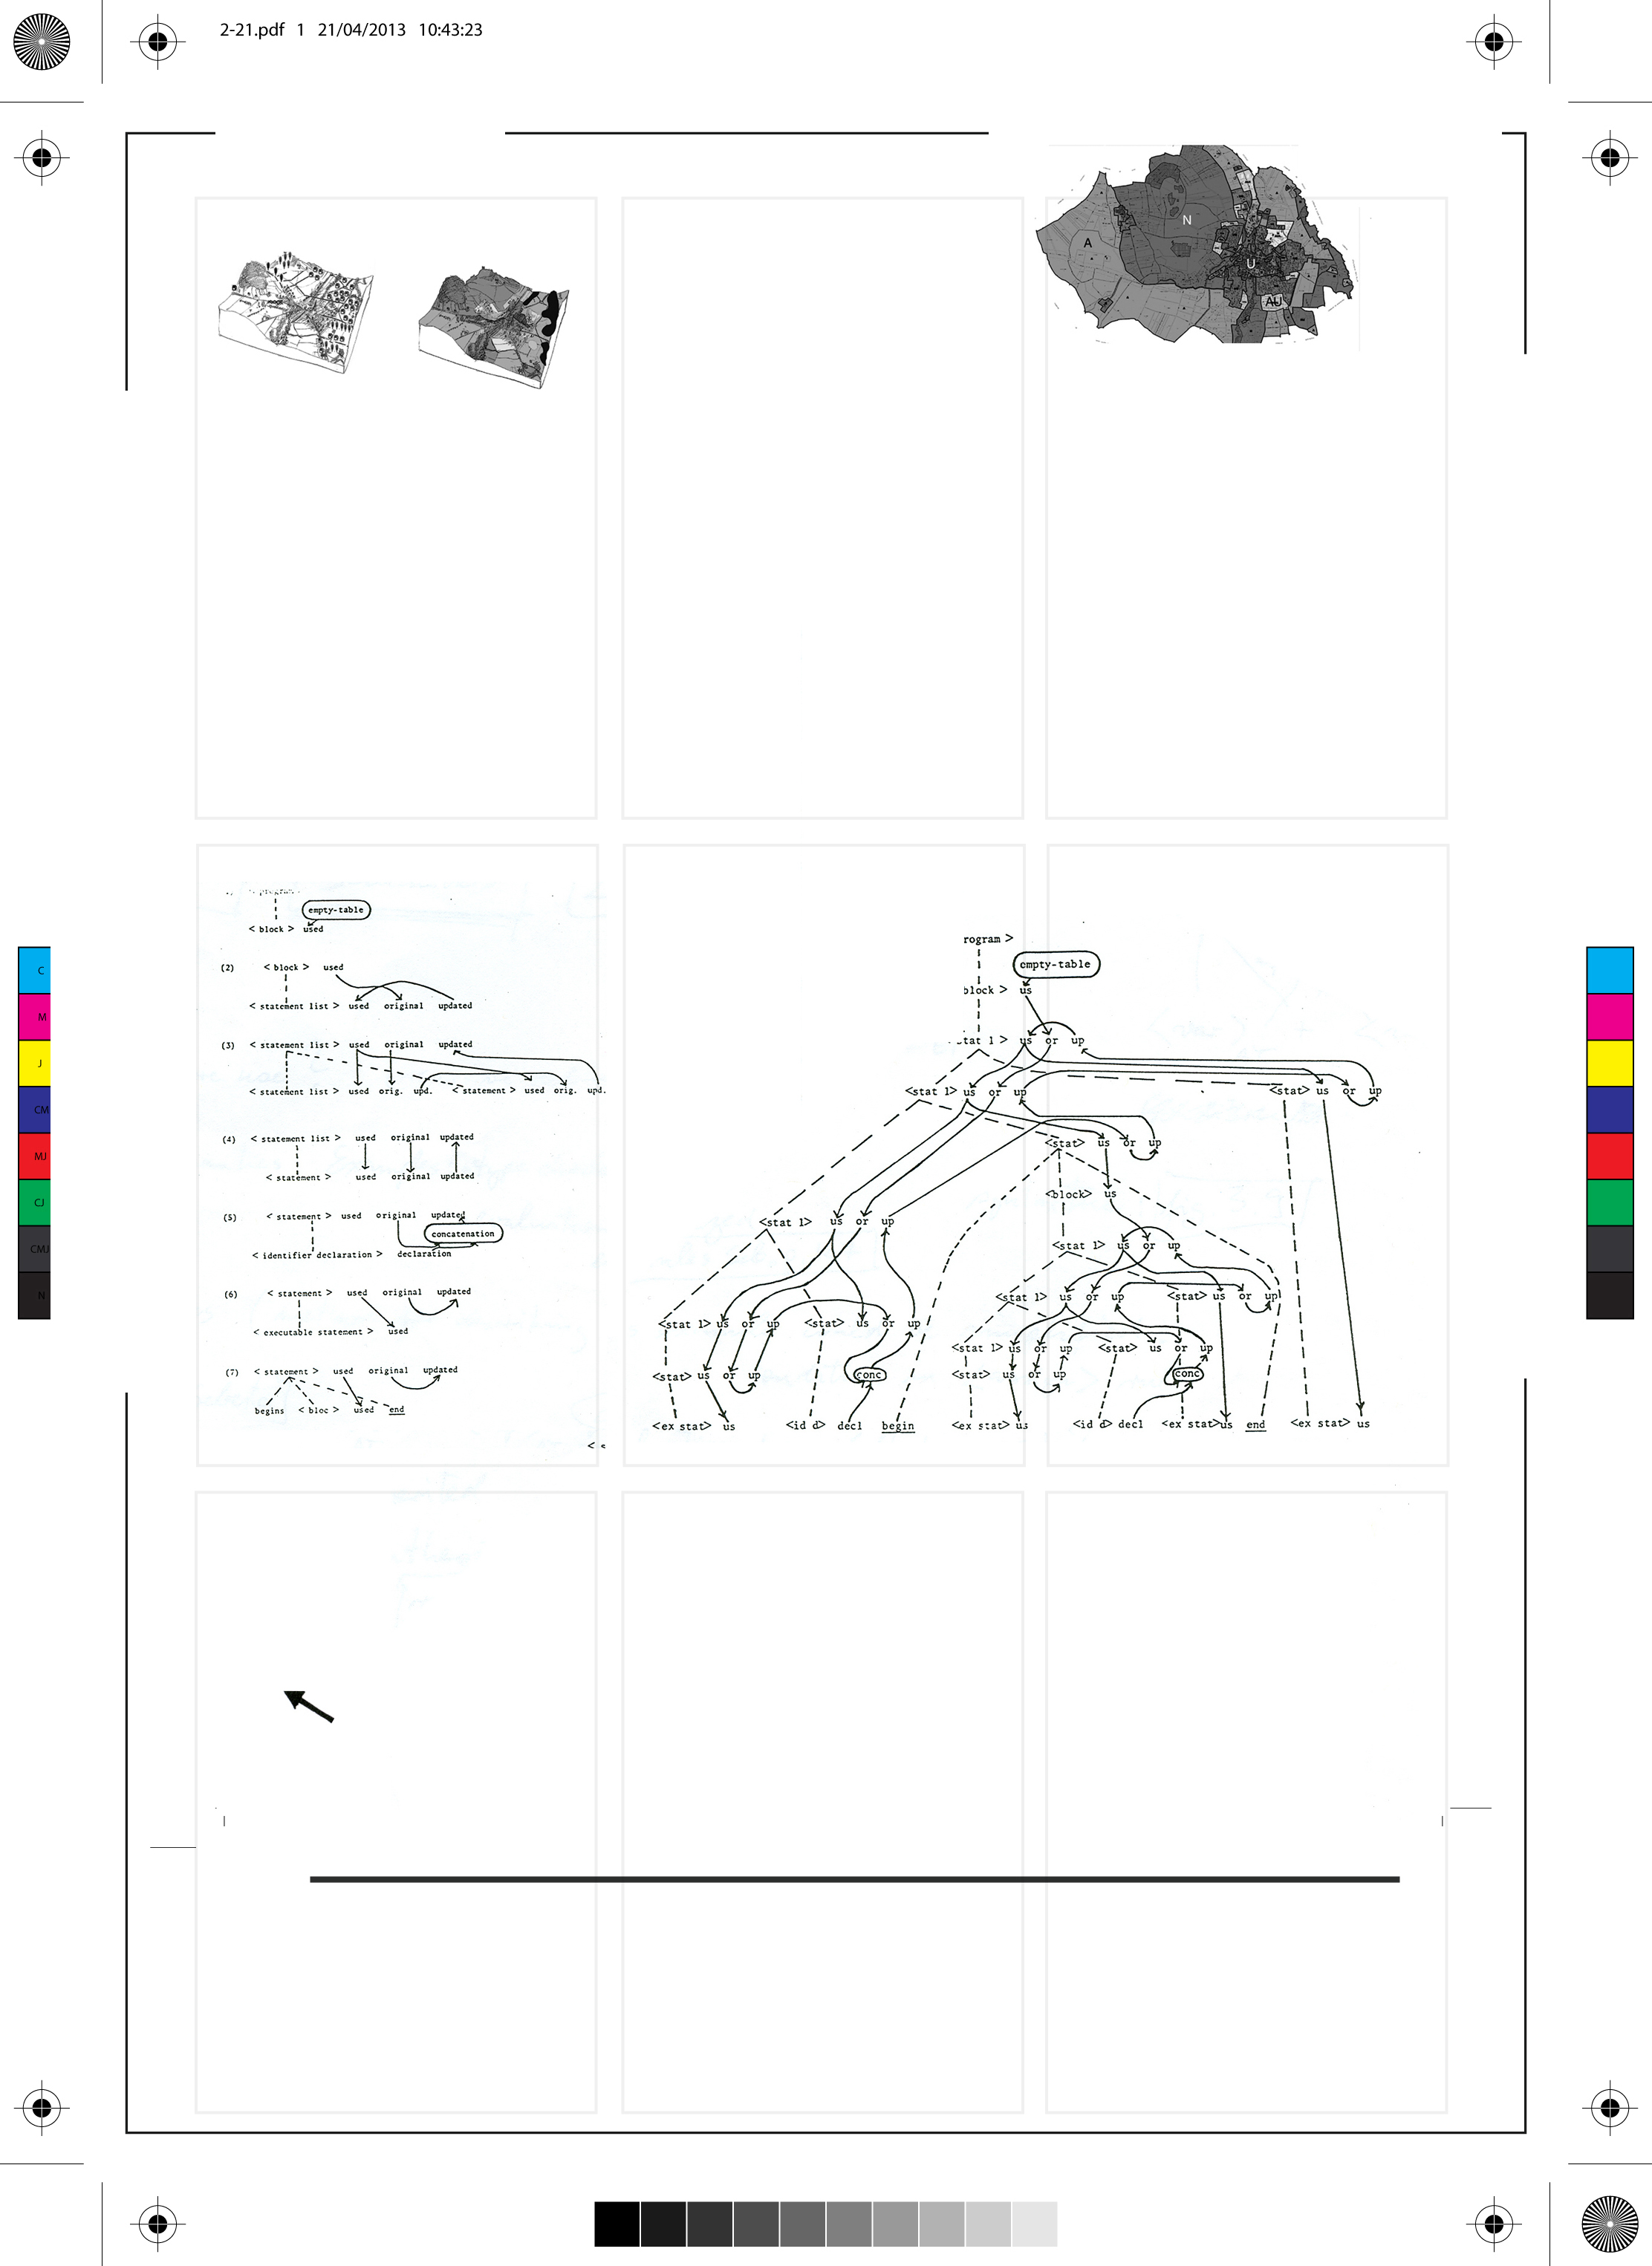 2-21.pdf 1 21/04/2013 10:43:23
N
A
U
AU
C
M
J
CM
MJ
CJ
CMJ
N
empty-table
< block > used
(2) < block > used
< statement list > used original updated
(3) < statement list > used original updated
< statement list > used orig. upd. < statement > used orig. upd.
(4) < statement list > used original updated
< statement > used original updated
(5) < statement > used original updated
concatenation
< identifier declaration > declaration
(6) < statement > used original updated
< executable statement > used
(7) < statement > used original updated
begins < bloc > used end
rogram >
empty-table
block > us
tat 1 > us or up
<stat 1> us or up <stat> us or up
<stat> us or up
<block> us
<stat 1> us or up
<stat 1> us or up
<stat 1> us or up <stat> us or up
<stat 1> us or up <stat> us or up
<stat 1> us or up <stat> us or up
<stat> us or up conc <stat> us or up conc
<ex stat> us <id d> decl begin <ex stat> us <id d> decl <ex stat> us end <ex stat> us